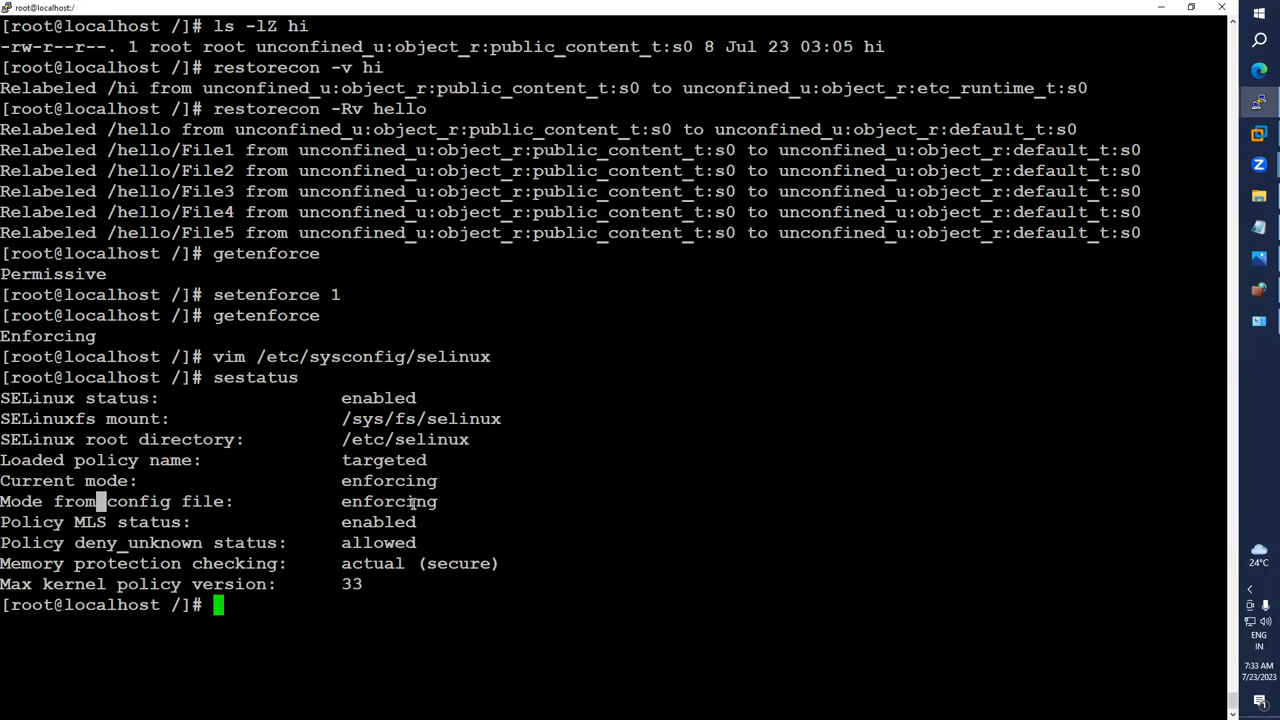 root@localhost:/
[root@localhost /]# ls -lZ hi
-rw-r--r--. 1 root root unconfined_u:object_r:public_content_t:s0 8 Jul 23 03:05 hi
[root@localhost /]# restorecon -v hi
Relabeled /hi from unconfined_u:object_r:public_content_t:s0 to unconfined_u:object_r:etc_runtime_t:s0
[root@localhost /]# restorecon -Rv hello
Relabeled /hello from unconfined_u:object_r:public_content_t:s0 to unconfined_u:object_r:default_t:s0
Relabeled /hello/File1 from unconfined_u:object_r:public_content_t:s0 to unconfined_u:object_r:default_t:s0
Relabeled /hello/File2 from unconfined_u:object_r:public_content_t:s0 to unconfined_u:object_r:default_t:s0
Relabeled /hello/File3 from unconfined_u:object_r:public_content_t:s0 to unconfined_u:object_r:default_t:s0
Relabeled /hello/File4 from unconfined_u:object_r:public_content_t:s0 to unconfined_u:object_r:default_t:s0
Relabeled /hello/File5 from unconfined_u:object_r:public_content_t:s0 to unconfined_u:object_r:default_t:s0
[root@localhost /]# getenforce
Permissive
[root@localhost /]# setenforce 1
[root@localhost /]# getenforce
Enforcing
[root@localhost /]# vim /etc/sysconfig/selinux
[root@localhost /]# sestatus
SELinux status: enabled
SELinuxfs mount: /sys/fs/selinux
SELinux root directory: /etc/selinux
Loaded policy name: targeted
Current mode: enforcing
Mode from config file: enforcing
Policy MLS status: enabled
Policy deny_unknown status: allowed
Memory protection checking: actual (secure)
Max kernel policy version: 33
[root@localhost /]#
24°C
ENG
IN
7:33 AM
7/23/2023